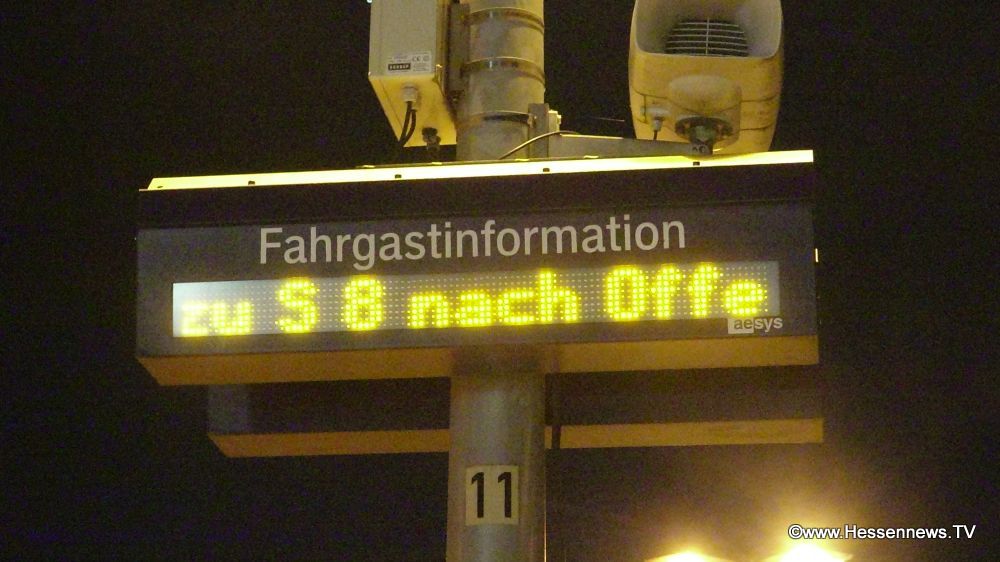 Fahrgastinformation
zu S 8 nach Offe
aesys
11
©www.Hessennews.TV